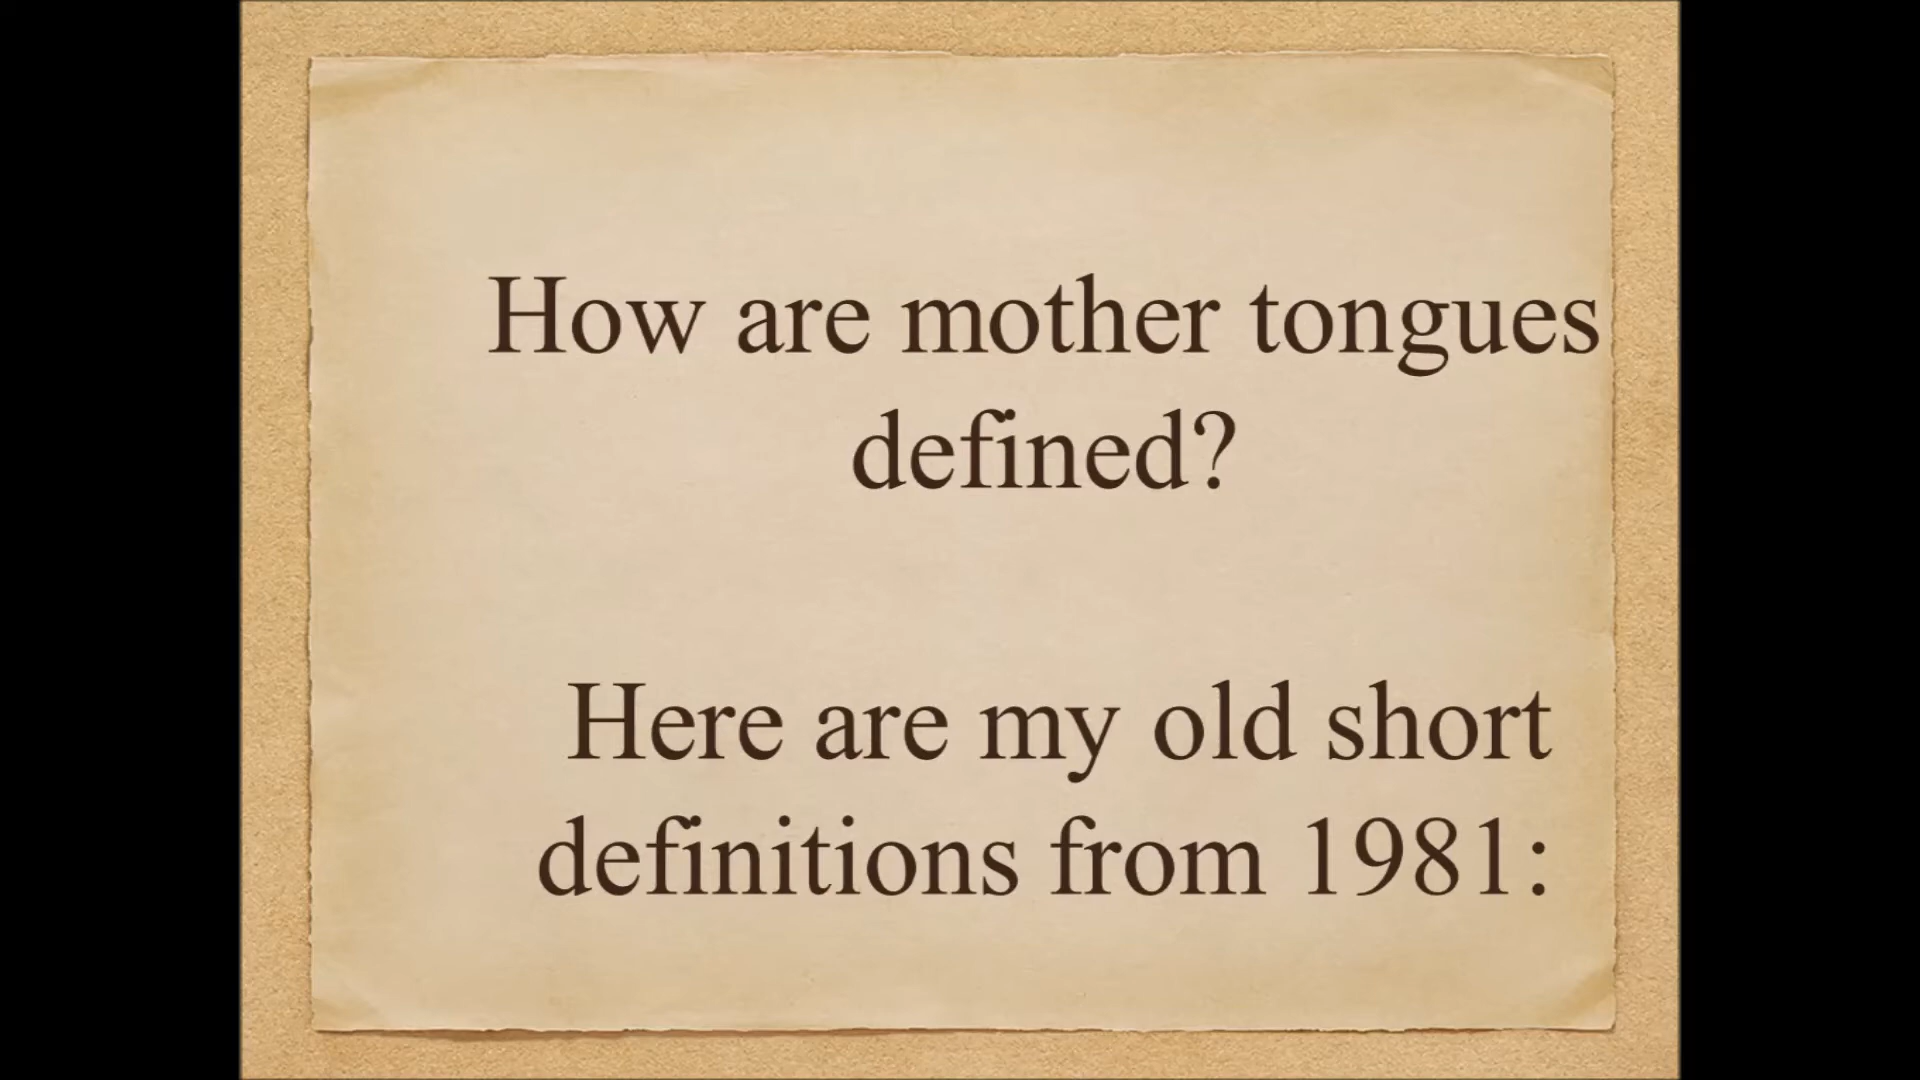 How are mother tongues
defined?
Here are my old short
definitions from 1981: